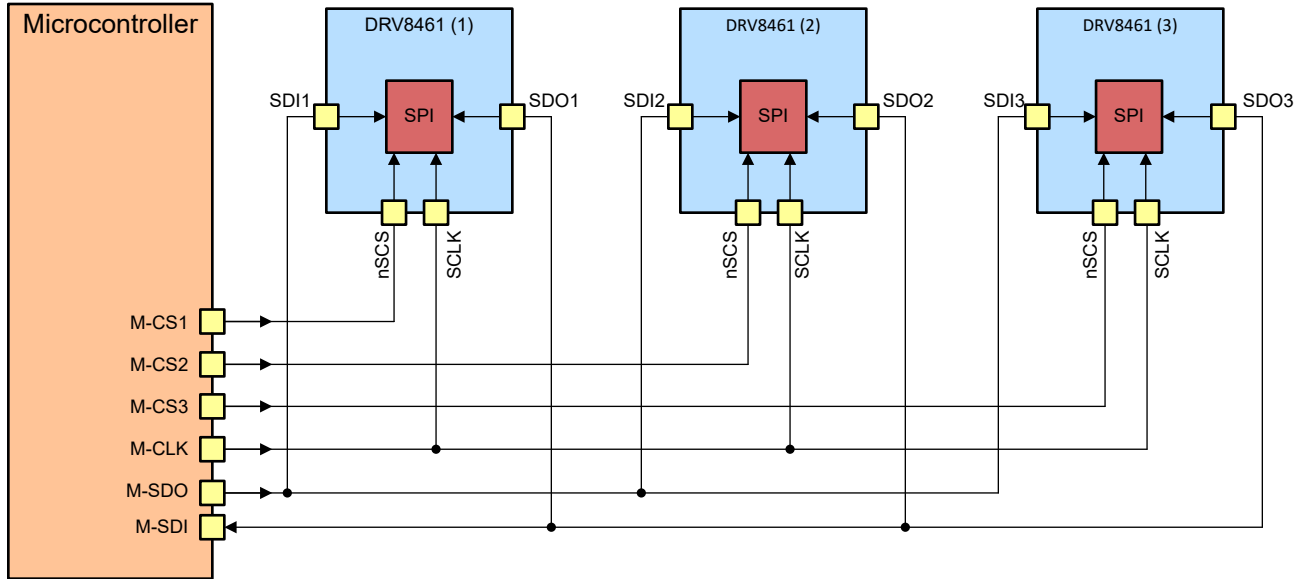 Microcontroller
DRV8461 (1)
DRV8461 (2)
DRV8461 (3)
SDI1
SPI
SDO1
SDI2
SPI
SDO2
SDI3
SPI
SDO3
nSCS
SCLK
nSCS
SCLK
nSCS
SCLK
M-CS1
M-CS2
M-CS3
M-CLK
M-SDO
M-SDI